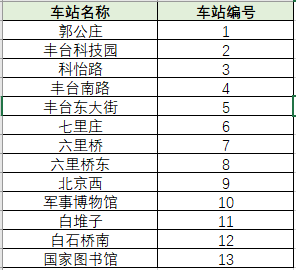 车站名称 车站编号
郭公庄 1
丰台科技园 2
科怡路 3
丰台南路 4
丰台东大街 5
七里庄 6
六里桥 7
六里桥东 8
北京西 9
军事博物馆 10
白堆子 11
白石桥南 12
国家图书馆 13